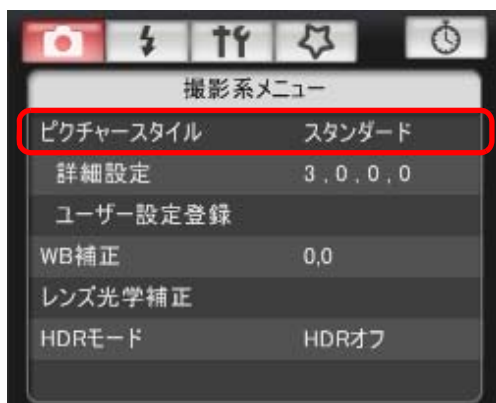 撮影系メニュー
ピクチャースタイル スタンダード
詳細設定 3,0,0,0
ユーザー設定登録
WB補正 0,0
レンズ光学補正
HDRモード HDRオフ